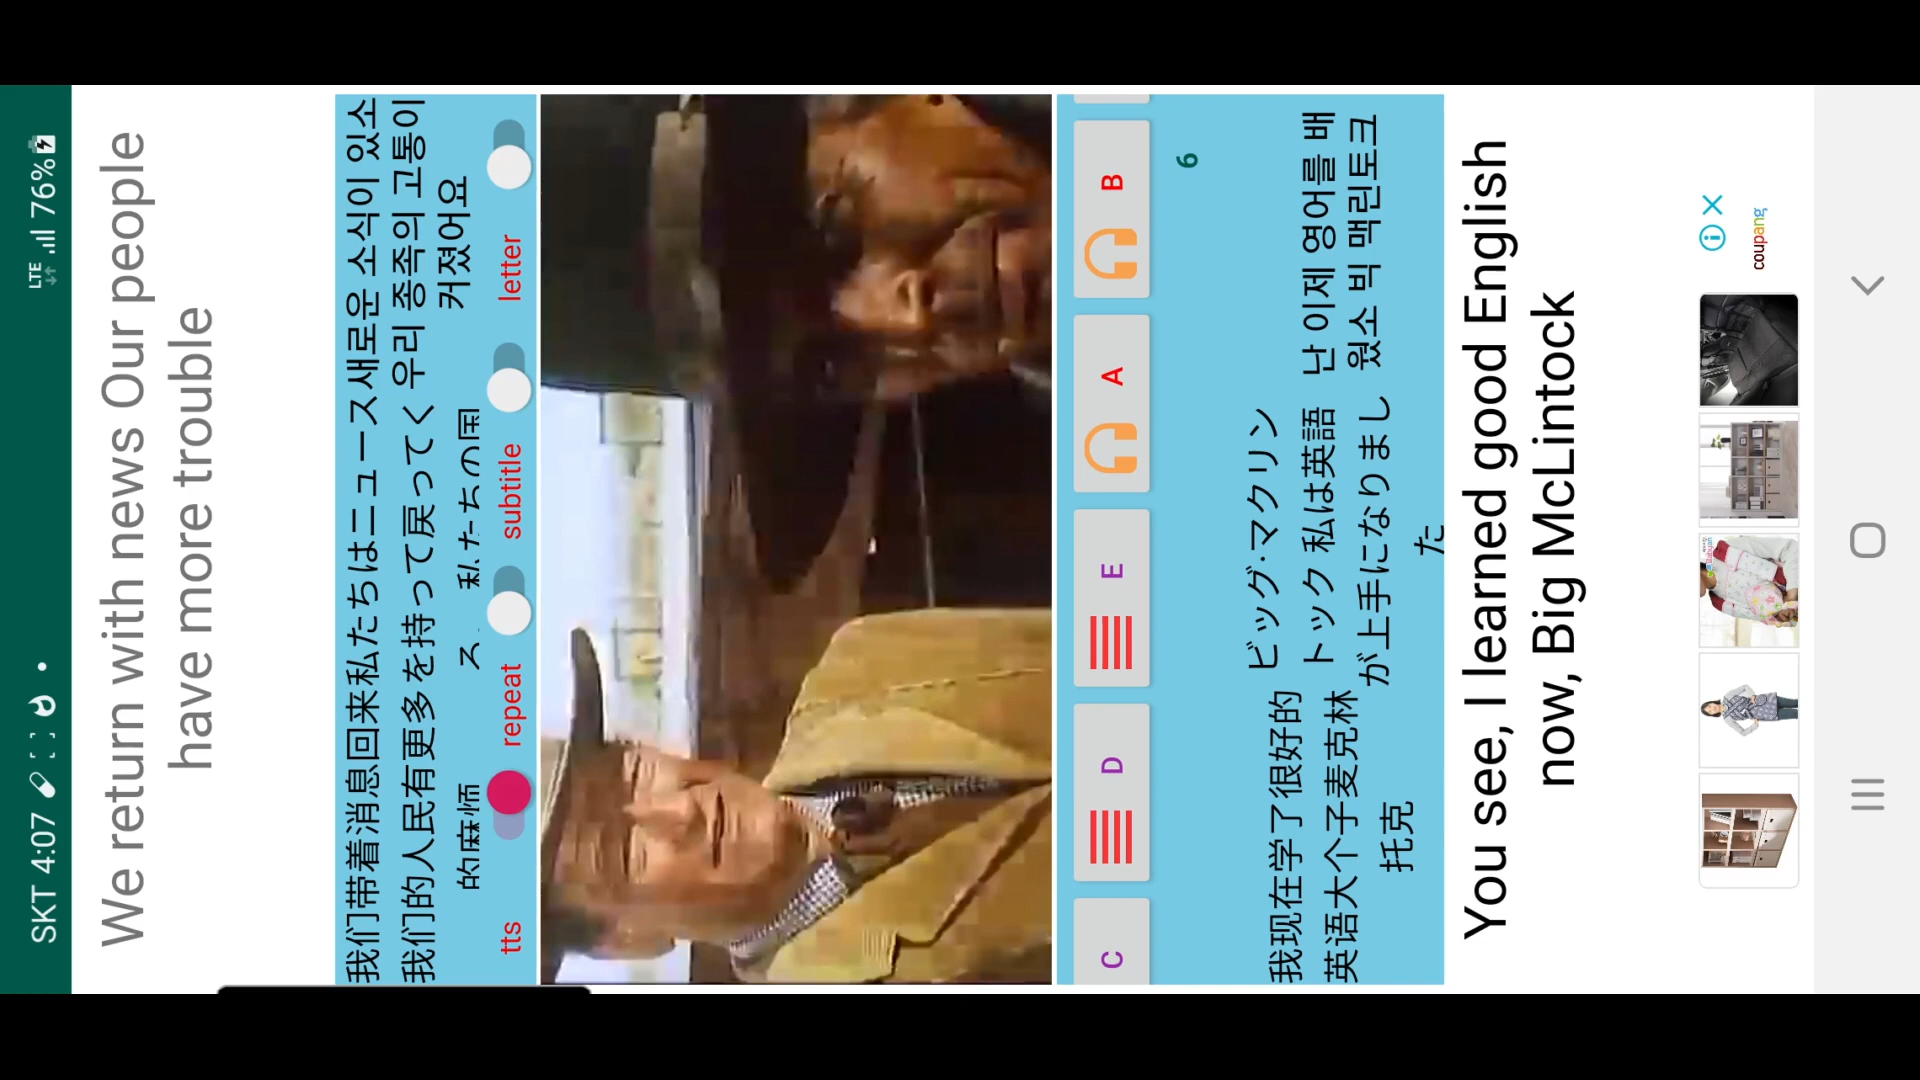 SKT 4:07
LTE
76%
We return with news Our people
have more trouble
我们带着消息回来
我们的人民有更多
的麻烦
私たちはニュース
を持って戻ってく
새로운 소식이 있소
우리 종족의 고통이
커졌어요
tts
repeat
subtitle
letter
C
D
E
A
B
6
我现在学了很好的
英语大个子麦克林
托克
ビッグ·マクリン
トック 私は英語
が上手になりまし
た
난 이제 영어를 배
웠소 빅 맥린토크
You see, I learned good English
now, Big McLintock
coupang